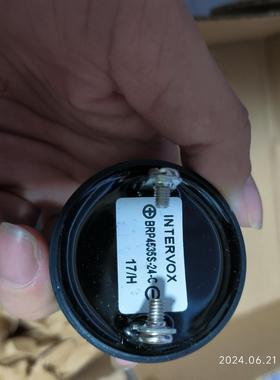 INTERVOX
BRP4535S-24-C
17/H
2024.06.21